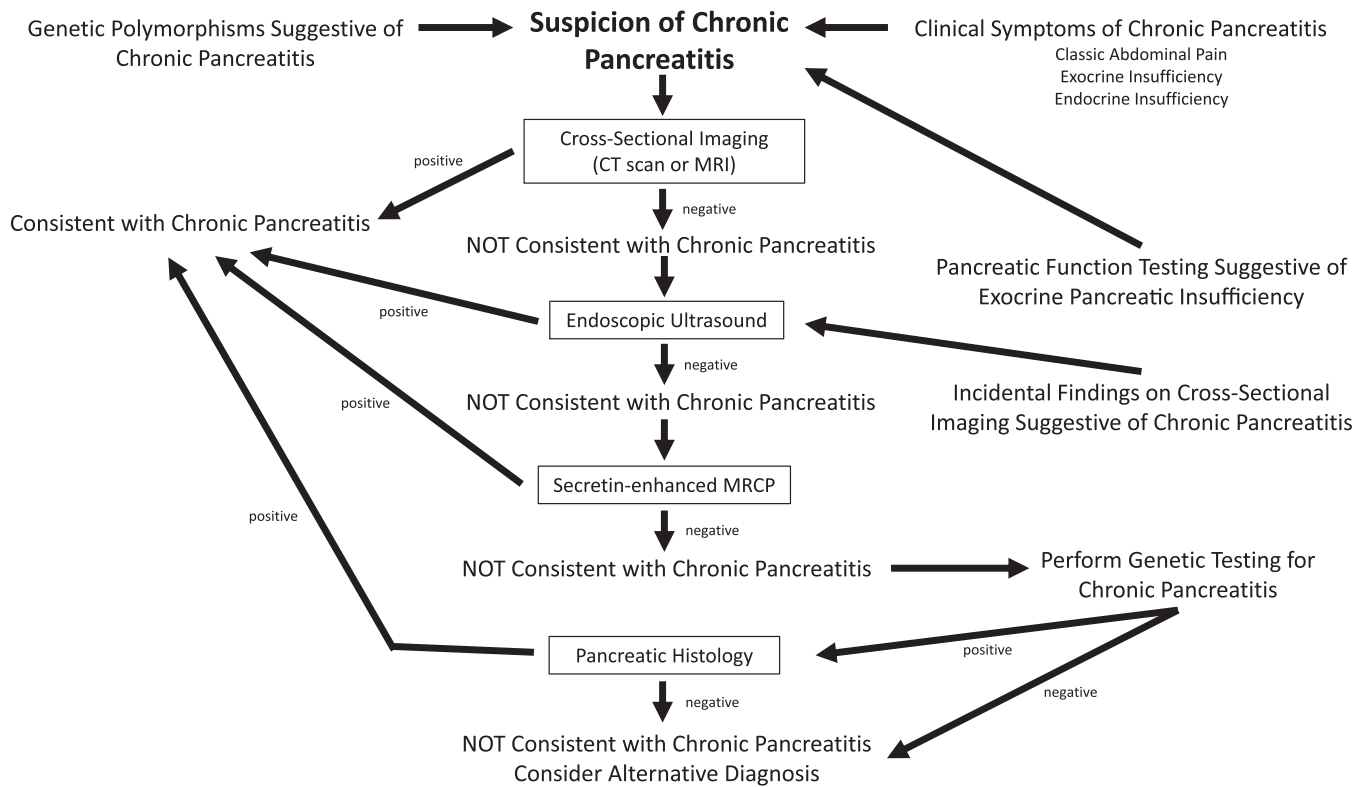 Genetic Polymorphisms Suggestive of
Chronic Pancreatitis
Suspicion of Chronic
Pancreatitis
Clinical Symptoms of Chronic Pancreatitis
Classic Abdominal Pain
Exocrine Insufficiency
Endocrine Insufficiency
Cross-Sectional Imaging
(CT scan or MRI)
positive
negative
Consistent with Chronic Pancreatitis
NOT Consistent with Chronic Pancreatitis
Pancreatic Function Testing Suggestive of
Exocrine Pancreatic Insufficiency
Endoscopic Ultrasound
positive
negative
Incidental Findings on Cross-Sectional
Imaging Suggestive of Chronic Pancreatitis
NOT Consistent with Chronic Pancreatitis
positive
Secretin-enhanced MRCP
positive
negative
NOT Consistent with Chronic Pancreatitis
Perform Genetic Testing for
Chronic Pancreatitis
Pancreatic Histology
positive
negative
negative
NOT Consistent with Chronic Pancreatitis
Consider Alternative Diagnosis